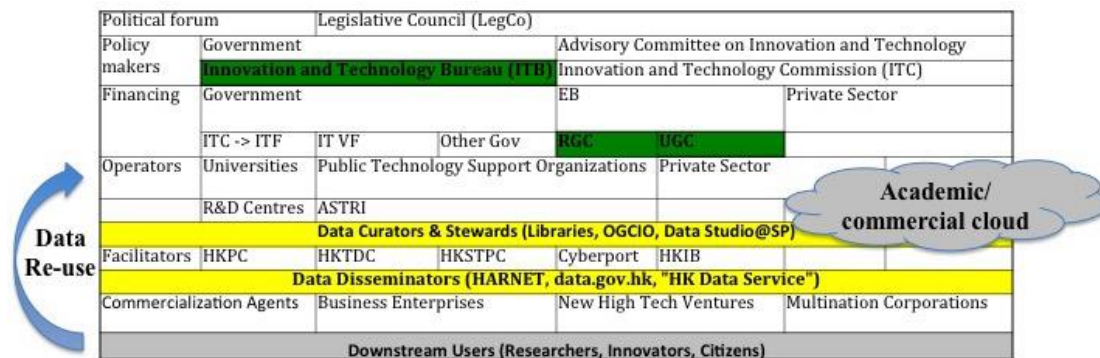 Political forum Legislative Council (LegCo)
Policy makers Government Advisory Committee on Innovation and Technology
Innovation and Technology Bureau (ITB) Innovation and Technology Commission (ITC)
Financing Government EB Private Sector
ITC -> ITF IT VF Other Gov RGC UGC
Operators Universities Public Technology Support Organizations Private Sector
R&D Centres ASTRI
Academic/
commercial cloud
Data Curators & Stewards (Libraries, OGCIO, Data Studio@SP)
Data
Re-use
Facilitators HKPC HKTDC HKSTPC Cyberport HKIB
Data Disseminators (HARNET, data.gov.hk, "HK Data Service")
Commercialization Agents Business Enterprises New High Tech Ventures Multination Corporations
Downstream Users (Researchers, Innovators, Citizens)